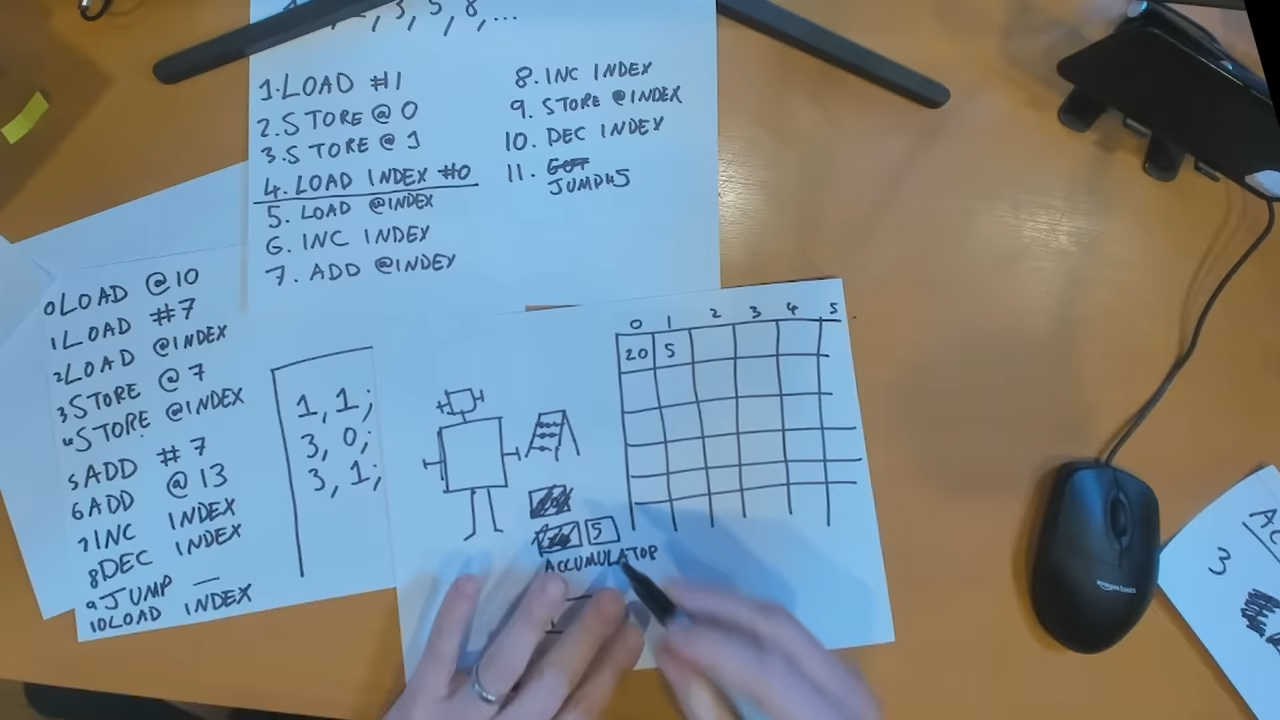 3, 5, 8, ...
1. LOAD #1
2. STORE @ 0
3. STORE @ 1
4. LOAD INDEX #0
5. LOAD @INDEX
6. INC INDEX
7. ADD @INDEX
8. INC INDEX
9. STORE @INDEX
10. DEC INDEX
11.
JUMP #5
0 LOAD @10
1 LOAD #7
2 LOAD @INDEX
3 STORE @ 7
4 STORE @INDEX
5 ADD # 7
6 ADD @ 13
7 INC INDEX
8 DEC INDEX
9 JUMP __
10 LOAD INDEX
1, 1;
3, 0;
3, 1;
0 1 2 3 4 5
20 5
5
ACCUMULATOR
3